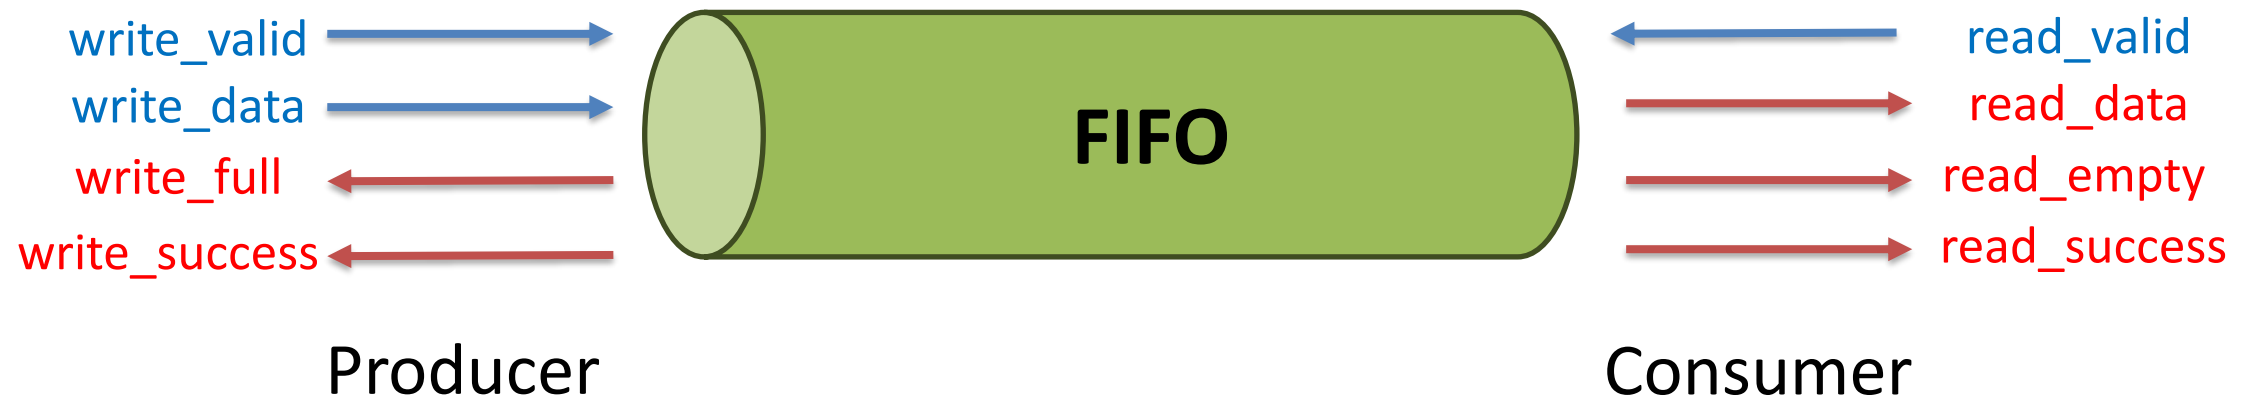 write_valid
write_data
write_full
write_success
FIFO
read_valid
read_data
read_empty
read_success
Producer
Consumer